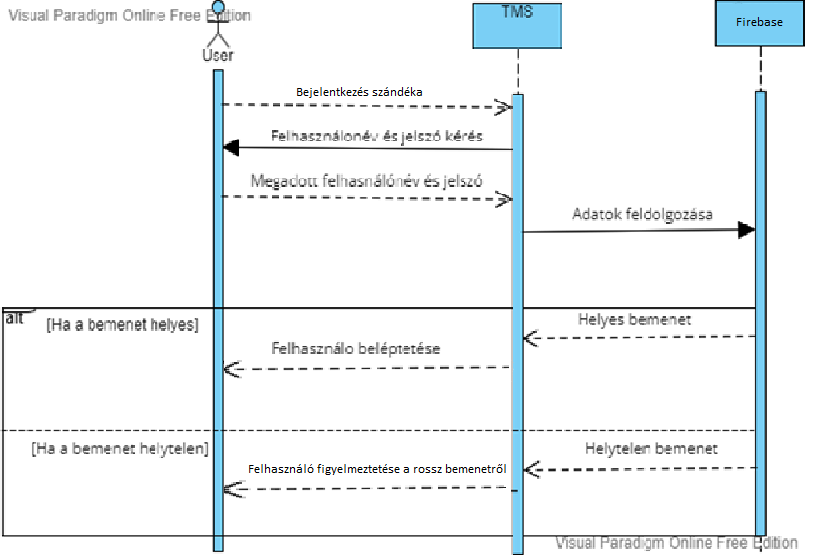 Visual Paradigm Online Free Edition
User
TMS
Firebase
Bejelentkezés szándéka
Felhasználonév és jelszó kérés
Megadott felhasnálónév és jelszó
Adatok feldolgozása
alt
[Ha a bemenet helyes]
Helyes bemenet
Felhasználo beléptetése
[Ha a bemenet helytelen]
Helytelen bemenet
Felhasználó figyelmeztetése a rossz bemenetről
Visual Paradigm Online Free Edition